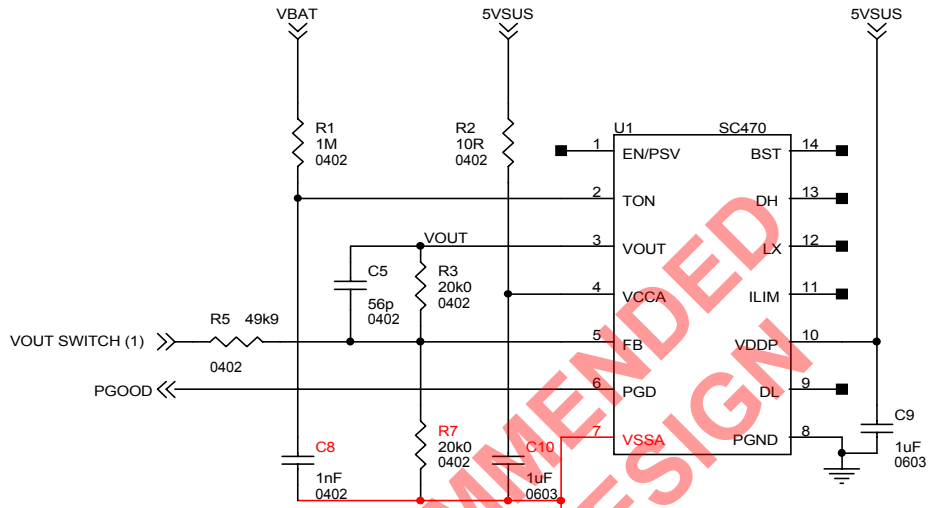 VBAT
5VSUS
5VSUS
R1
1M
0402
R2
10R
0402
U1
SC470
1
EN/PSV
BST
14
2
TON
DH
13
VOUT
3
VOUT
LX
12
C5
56p
0402
R3
20k0
0402
4
VCCA
ILIM
11
VOUT SWITCH (1)
R5 49k9
0402
5
FB
VDDP
10
PGOOD
6
PGD
DL
9
C9
1uF
0603
R7
20k0
0402
7
VSSA
PGND
8
C8
1nF
0402
C10
1uF
0603
MMENDED
ESIGN